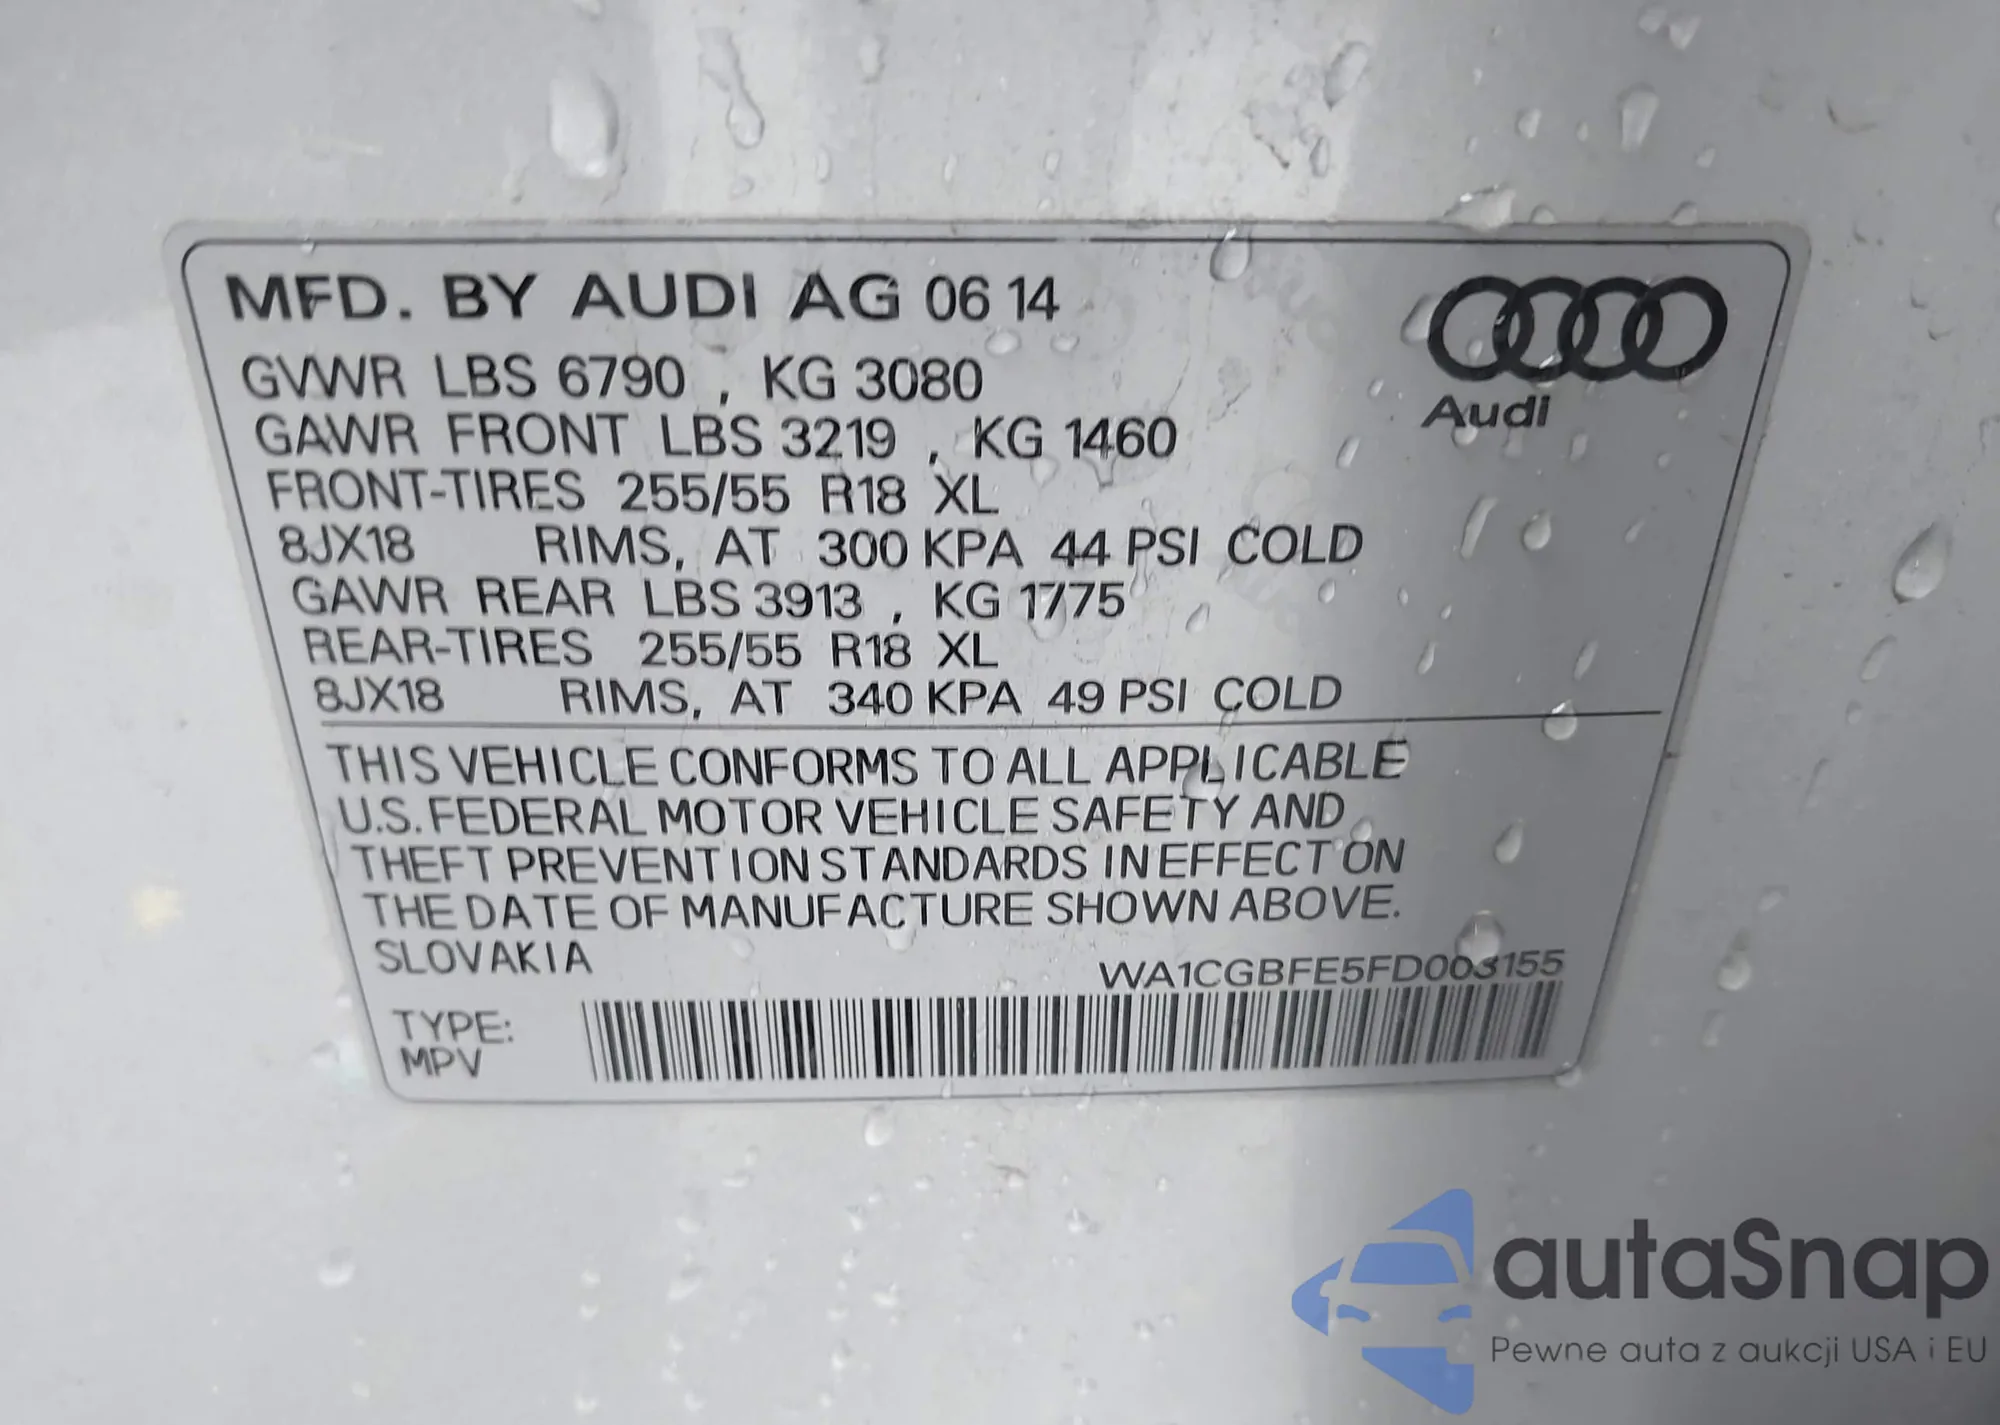 MFD. BY AUDI AG 06 14
GVWR LBS 6790 , KG 3080
GAWR FRONT LBS 3219 , KG 1460
Audi
FRONT-TIRES 255/55 R18 XL
8JX18 RIMS, AT 300 KPA 44 PSI COLD
GAWR REAR LBS 3913 , KG 1775
REAR-TIRES 255/55 R18 XL
8JX18 RIMS, AT 340 KPA 49 PSI COLD
THIS VEHICLE CONFORMS TO ALL APPLICABLE
U.S. FEDERAL MOTOR VEHICLE SAFETY AND
THEFT PREVENTION STANDARDS IN EFFECT ON
THE DATE OF MANUFACTURE SHOWN ABOVE.
SLOVAKIA
WA1CGBFE5FD003155
TYPE:
MPV
autaSnap
Pewne auta z aukcji USA i EU